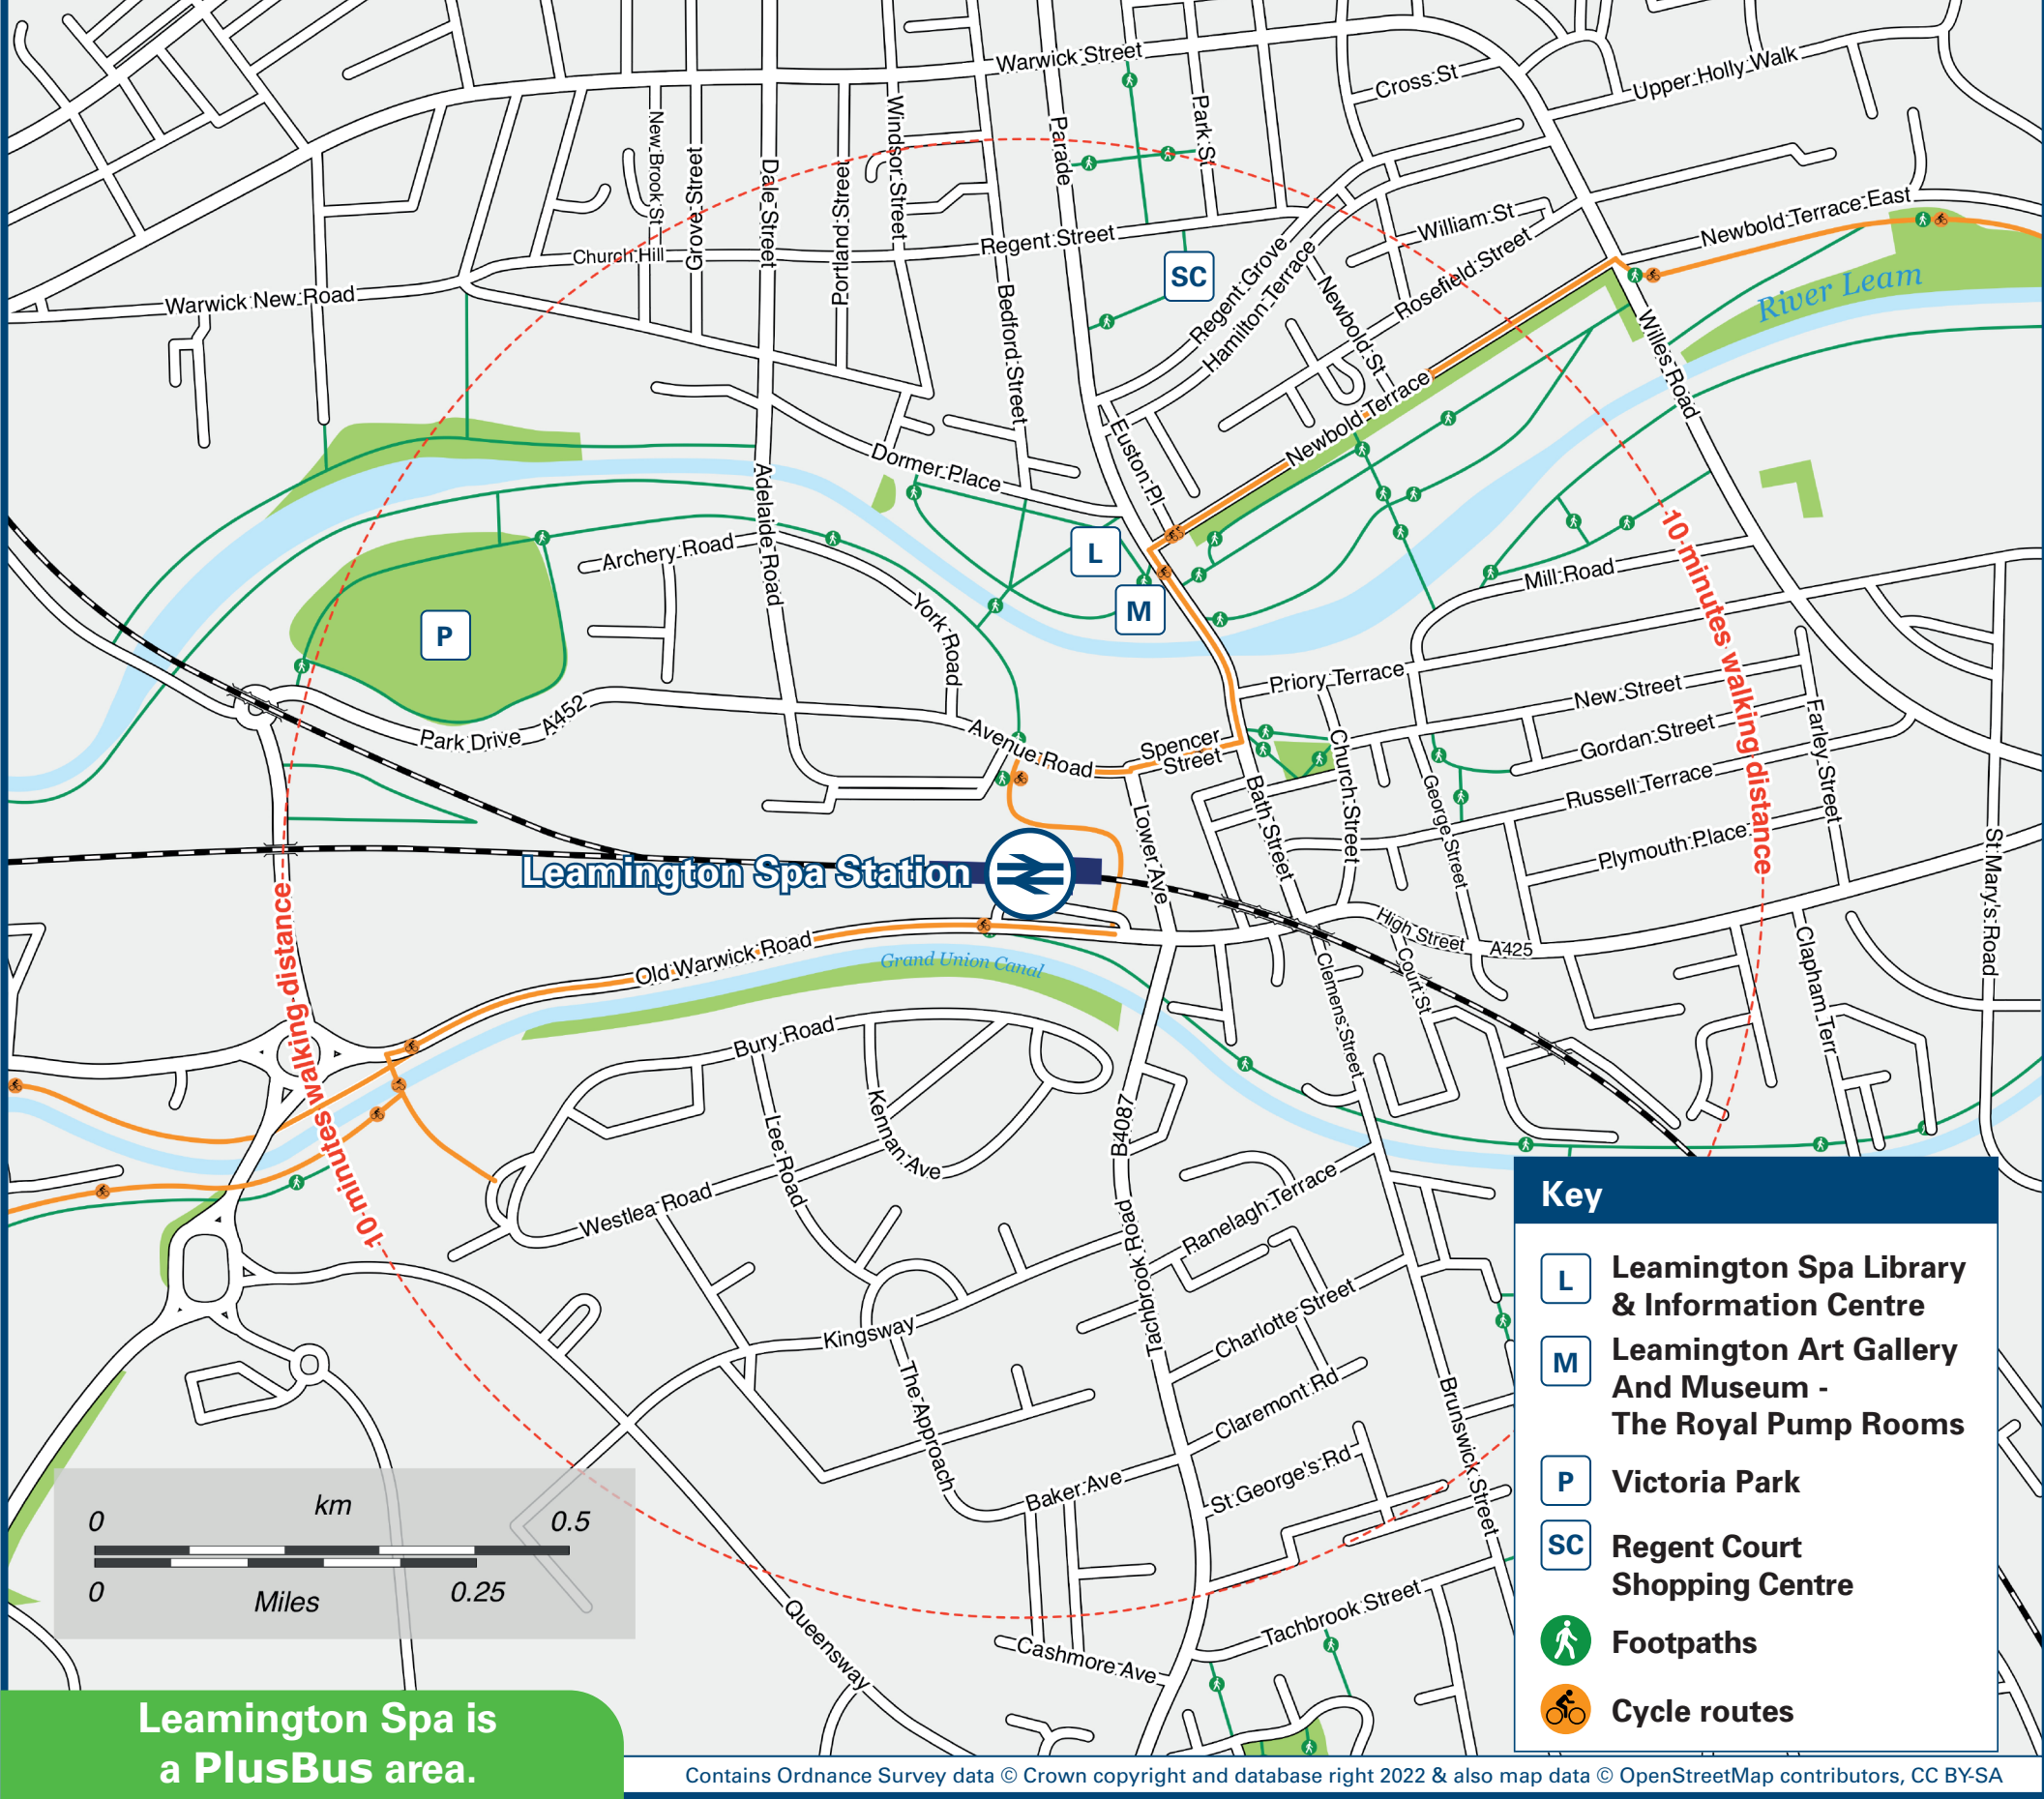 Warwick Street
Cross St
Upper Holly Walk
New Brook St
Grove Street
Dale Street
Portland Street
Windsor Street
Parade
Park St
Church Hill
Regent Street
William St
Newbold Terrace East
Warwick New Road
SC
Bedford Street
Regent Grove
Hamilton Terrace
Newbold St
Rosefield Street
River Leam
Willes Road
Newbold Terrace
Euston Pl
Dormer Place
Adelaide Road
Archery Road
L
M
P
York Road
Mill Road
10 minutes walking distance
Priory Terrace
New Street
Gordan Street
Farley Street
Park Drive
A452
Avenue Road
Spencer
Street
Bath Street
Church Street
George Street
Russell Terrace
Plymouth Place
Lower Ave
St Mary's Road
Leamington Spa Station
10 minutes walking distance
High Street
A425
Old Warwick Road
Grand Union Canal
Clemens Street
Court St
Clapham Terr
Bury Road
Lee Road
Kennan Ave
B4087
Westlea Road
Tachbrook Road
Ranelagh Terrace
Charlotte Street
Kingsway
The Approach
Claremont Rd
Brunswick Street
Baker Ave
St George's Rd
Queensway
Cashmore Ave
Tachbrook Street
Key
L
Leamington Spa Library
& Information Centre
M
Leamington Art Gallery
And Museum -
The Royal Pump Rooms
P
Victoria Park
SC
Regent Court
Shopping Centre
Footpaths
Cycle routes
km
0
0.5
0
0.25
Miles
Leamington Spa is
a PlusBus area.
Contains Ordnance Survey data © Crown copyright and database right 2022 & also map data © OpenStreetMap contributors, CC BY-SA